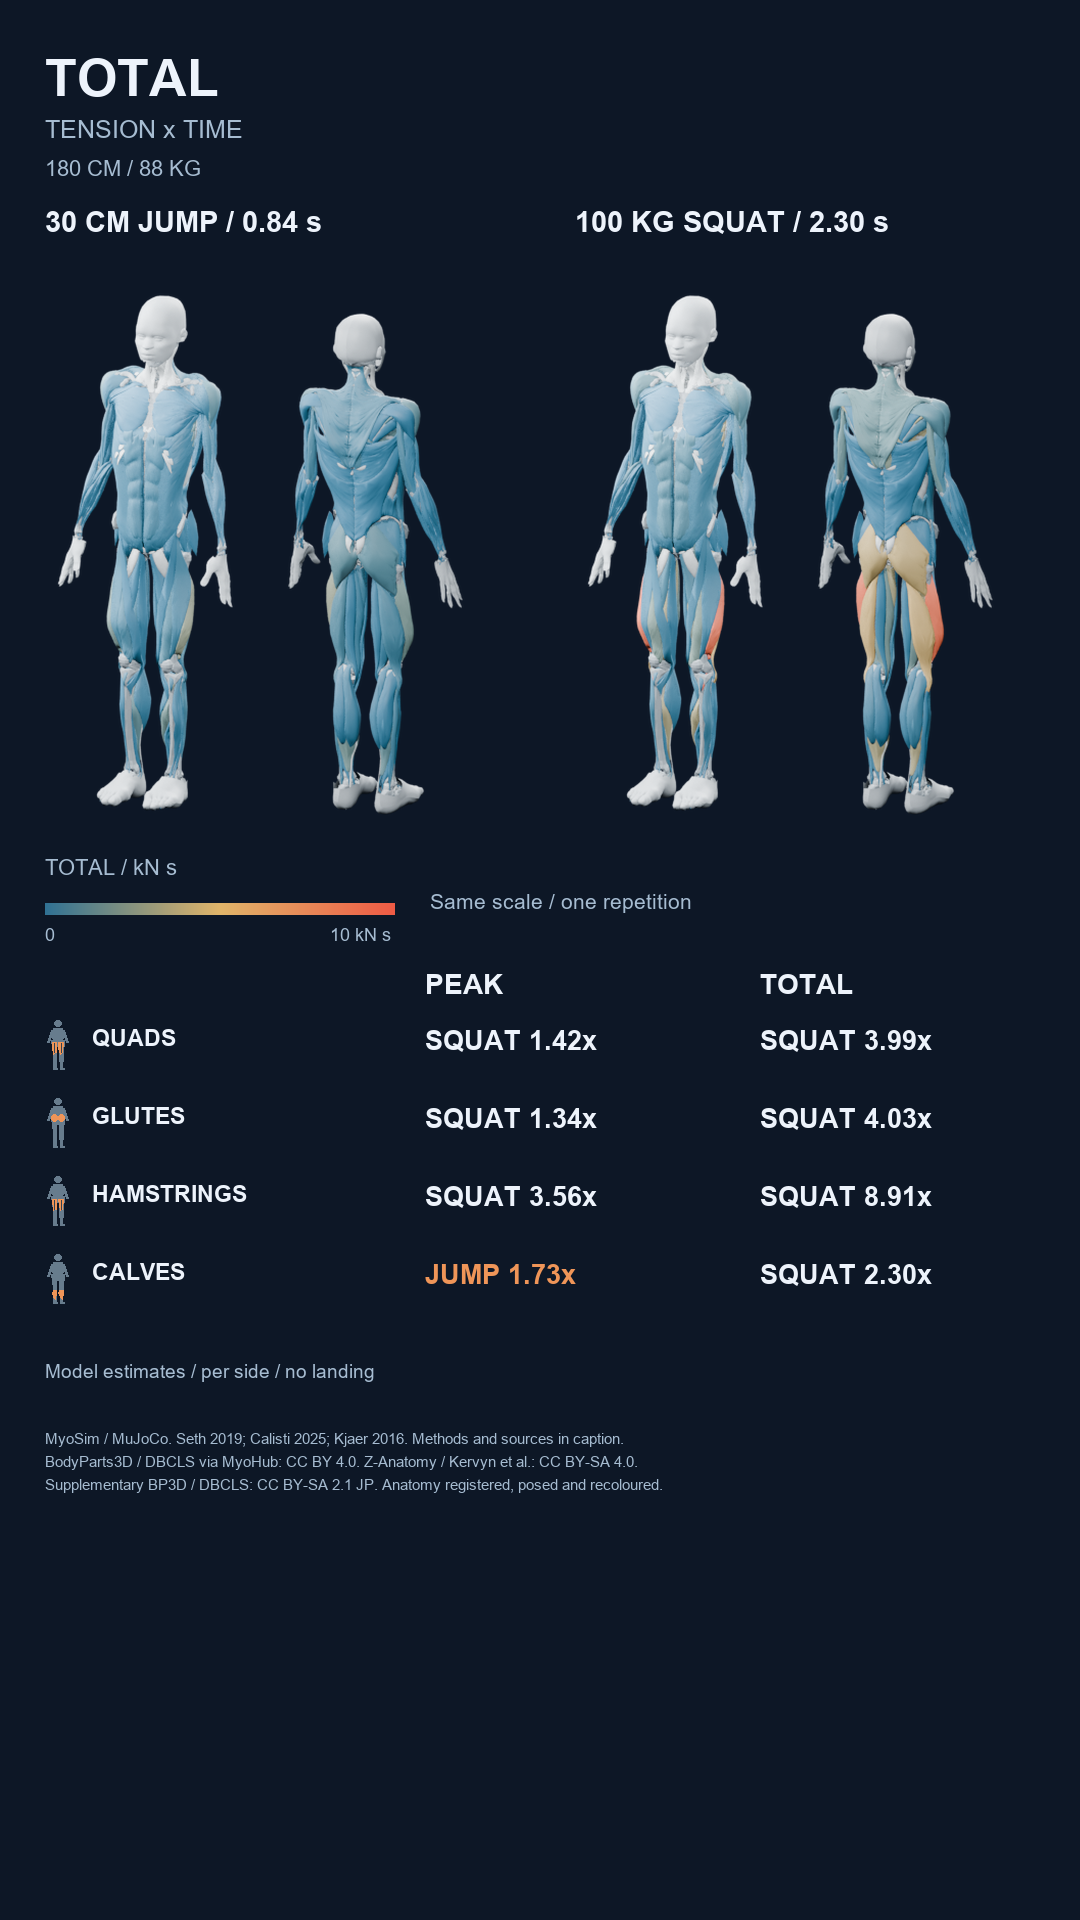 TOTAL
TENSION x TIME
180 CM / 88 KG
30 CM JUMP / 0.84 s
100 KG SQUAT / 2.30 s
TOTAL / kN s
Same scale / one repetition
0
10 kN s
PEAK
TOTAL
QUADS
SQUAT 1.42x
SQUAT 3.99x
GLUTES
SQUAT 1.34x
SQUAT 4.03x
HAMSTRINGS
SQUAT 3.56x
SQUAT 8.91x
CALVES
JUMP 1.73x
SQUAT 2.30x
Model estimates / per side / no landing
MyoSim / MuJoCo. Seth 2019; Calisti 2025; Kjaer 2016. Methods and sources in caption.
BodyParts3D / DBCLS via MyoHub: CC BY 4.0. Z-Anatomy / Kervyn et al.: CC BY-SA 4.0.
Supplementary BP3D / DBCLS: CC BY-SA 2.1 JP. Anatomy registered, posed and recoloured.